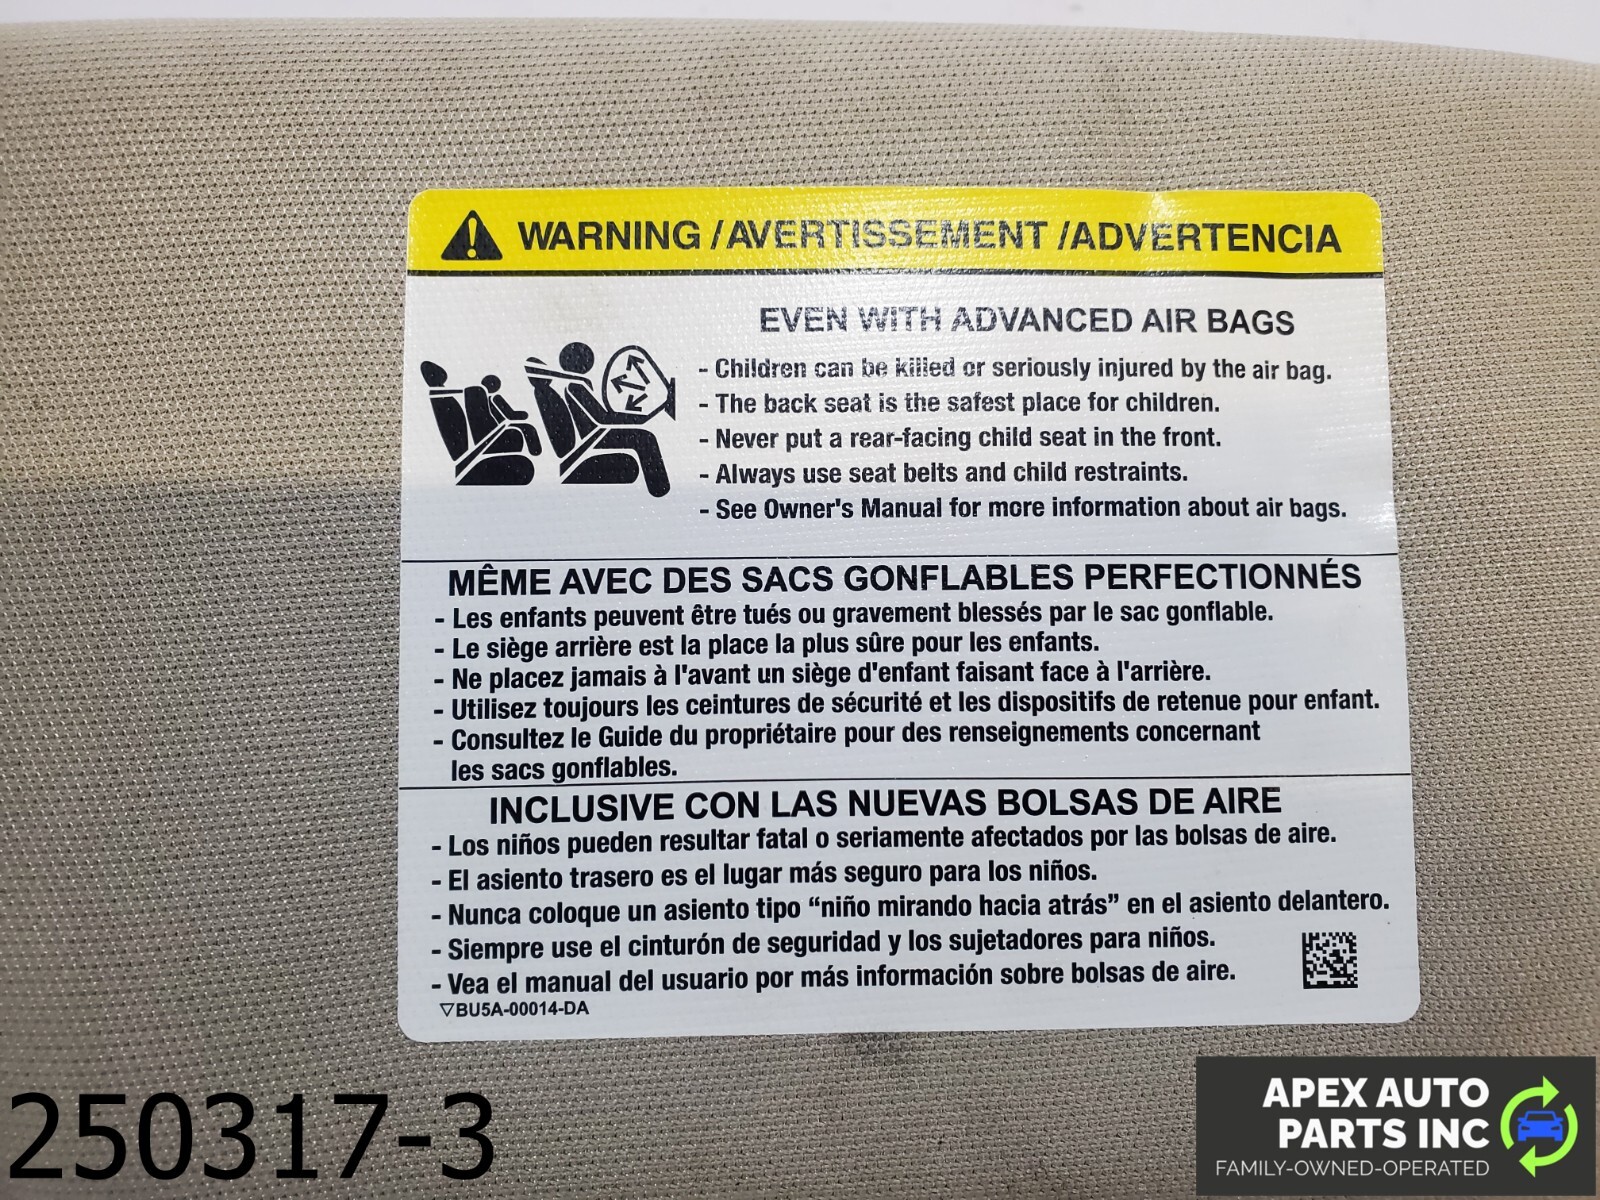 WARNING / AVERTISSEMENT / ADVERTENCIA
EVEN WITH ADVANCED AIR BAGS
- Children can be killed or seriously injured by the air bag.
- The back seat is the safest place for children.
- Never put a rear-facing child seat in the front.
- Always use seat belts and child restraints.
- See Owner's Manual for more information about air bags.
MÊME AVEC DES SACS GONFLABLES PERFECTIONNÉS
- Les enfants peuvent être tués ou gravement blessés par le sac gonflable.
- Le siège arrière est la place la plus sûre pour les enfants.
- Ne placez jamais à l'avant un siège d'enfant faisant face à l'arrière.
- Utilisez toujours les ceintures de sécurité et les dispositifs de retenue pour enfant.
- Consultez le Guide du propriétaire pour des renseignements concernant
les sacs gonflables.
INCLUSIVE CON LAS NUEVAS BOLSAS DE AIRE
- Los niños pueden resultar fatal o seriamente afectados por las bolsas de aire.
- El asiento trasero es el lugar más seguro para los niños.
- Nunca coloque un asiento tipo “niño mirando hacia atrás” en el asiento delantero.
- Siempre use el cinturón de seguridad y los sujetadores para niños.
- Vea el manual del usuario por más información sobre bolsas de aire.
▽BU5A-00014-DA
250317-3
APEX AUTO
PARTS INC
FAMILY-OWNED-OPERATED